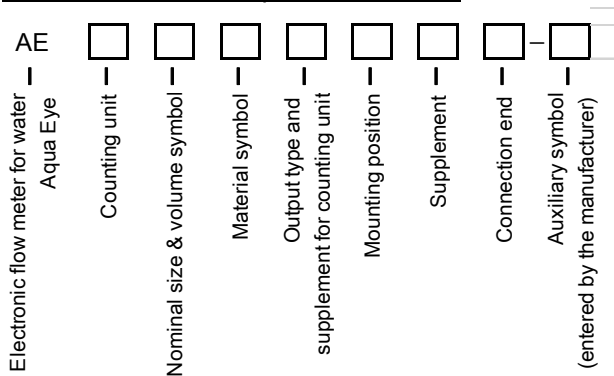 AE –
Electronic flow meter for water
Aqua Eye
Counting unit
Nominal size & volume symbol
Material symbol
Output type and
supplement for counting unit
Mounting position
Supplement
Connection end
Auxiliary symbol
(entered by the manufacturer)